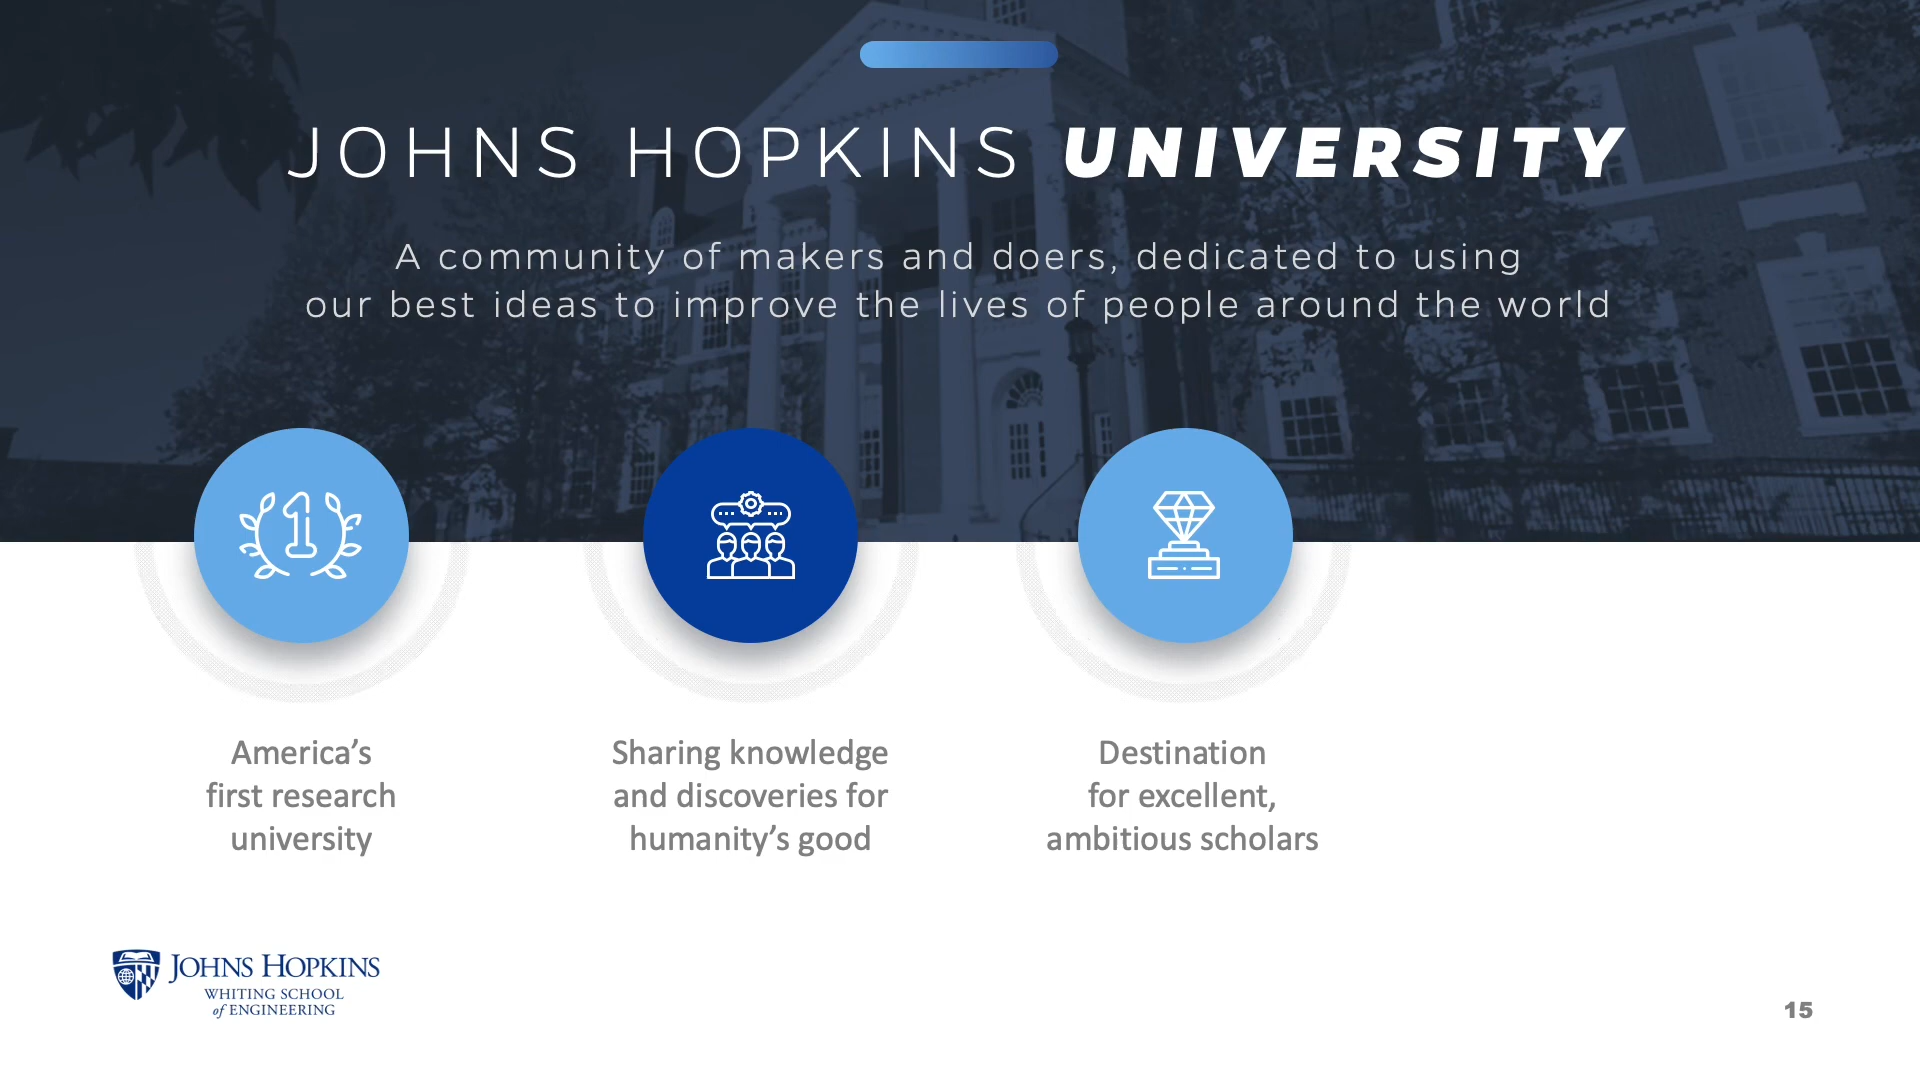 JOHNS HOPKINS UNIVERSITY
A community of makers and doers, dedicated to using
our best ideas to improve the lives of people around the world
1
America’s
first research
university
Sharing knowledge
and discoveries for
humanity’s good
Destination
for excellent,
ambitious scholars
JOHNS HOPKINS
WHITING SCHOOL
of ENGINEERING
15